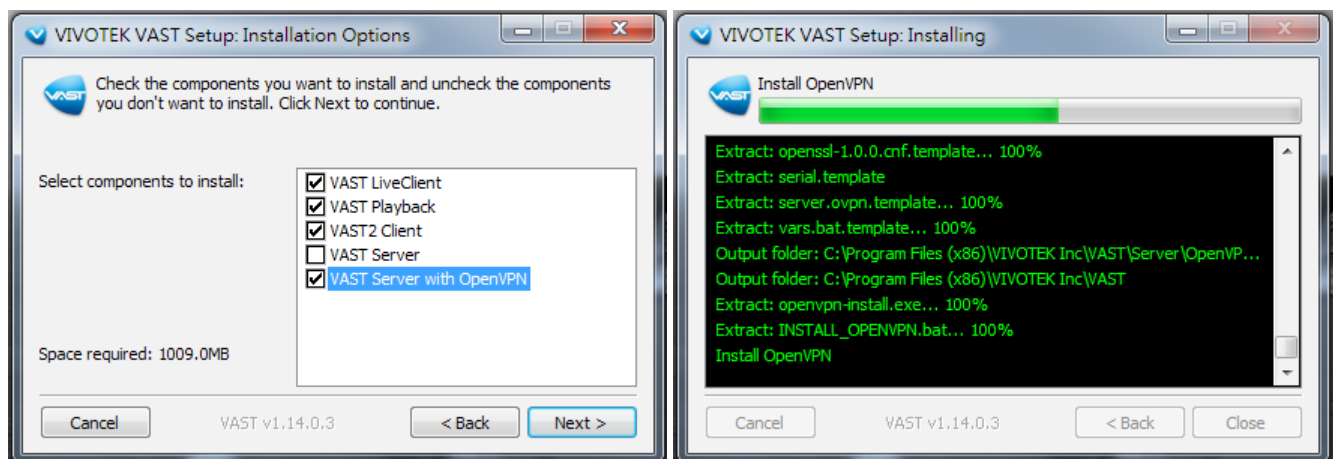 VIVOTEK VAST Setup: Installation Options
VAST
Check the components you want to install and uncheck the components
you don't want to install. Click Next to continue.
Select components to install:
VAST LiveClient
VAST Playback
VAST2 Client
VAST Server
VAST Server with OpenVPN
Space required: 1009.0MB
Cancel
VAST v1.14.0.3
< Back
Next >
VIVOTEK VAST Setup: Installing
VAST
Install OpenVPN
Extract: openssl-1.0.0.cnf.template... 100%
Extract: serial.template
Extract: server.ovpn.template... 100%
Extract: vars.bat.template... 100%
Output folder: C:\Program Files (x86)\VIVOTEK Inc\VAST\Server\OpenVP...
Output folder: C:\Program Files (x86)\VIVOTEK Inc\VAST
Extract: openvpn-install.exe... 100%
Extract: INSTALL_OPENVPN.bat... 100%
Install OpenVPN
Cancel
VAST v1.14.0.3
< Back
Close